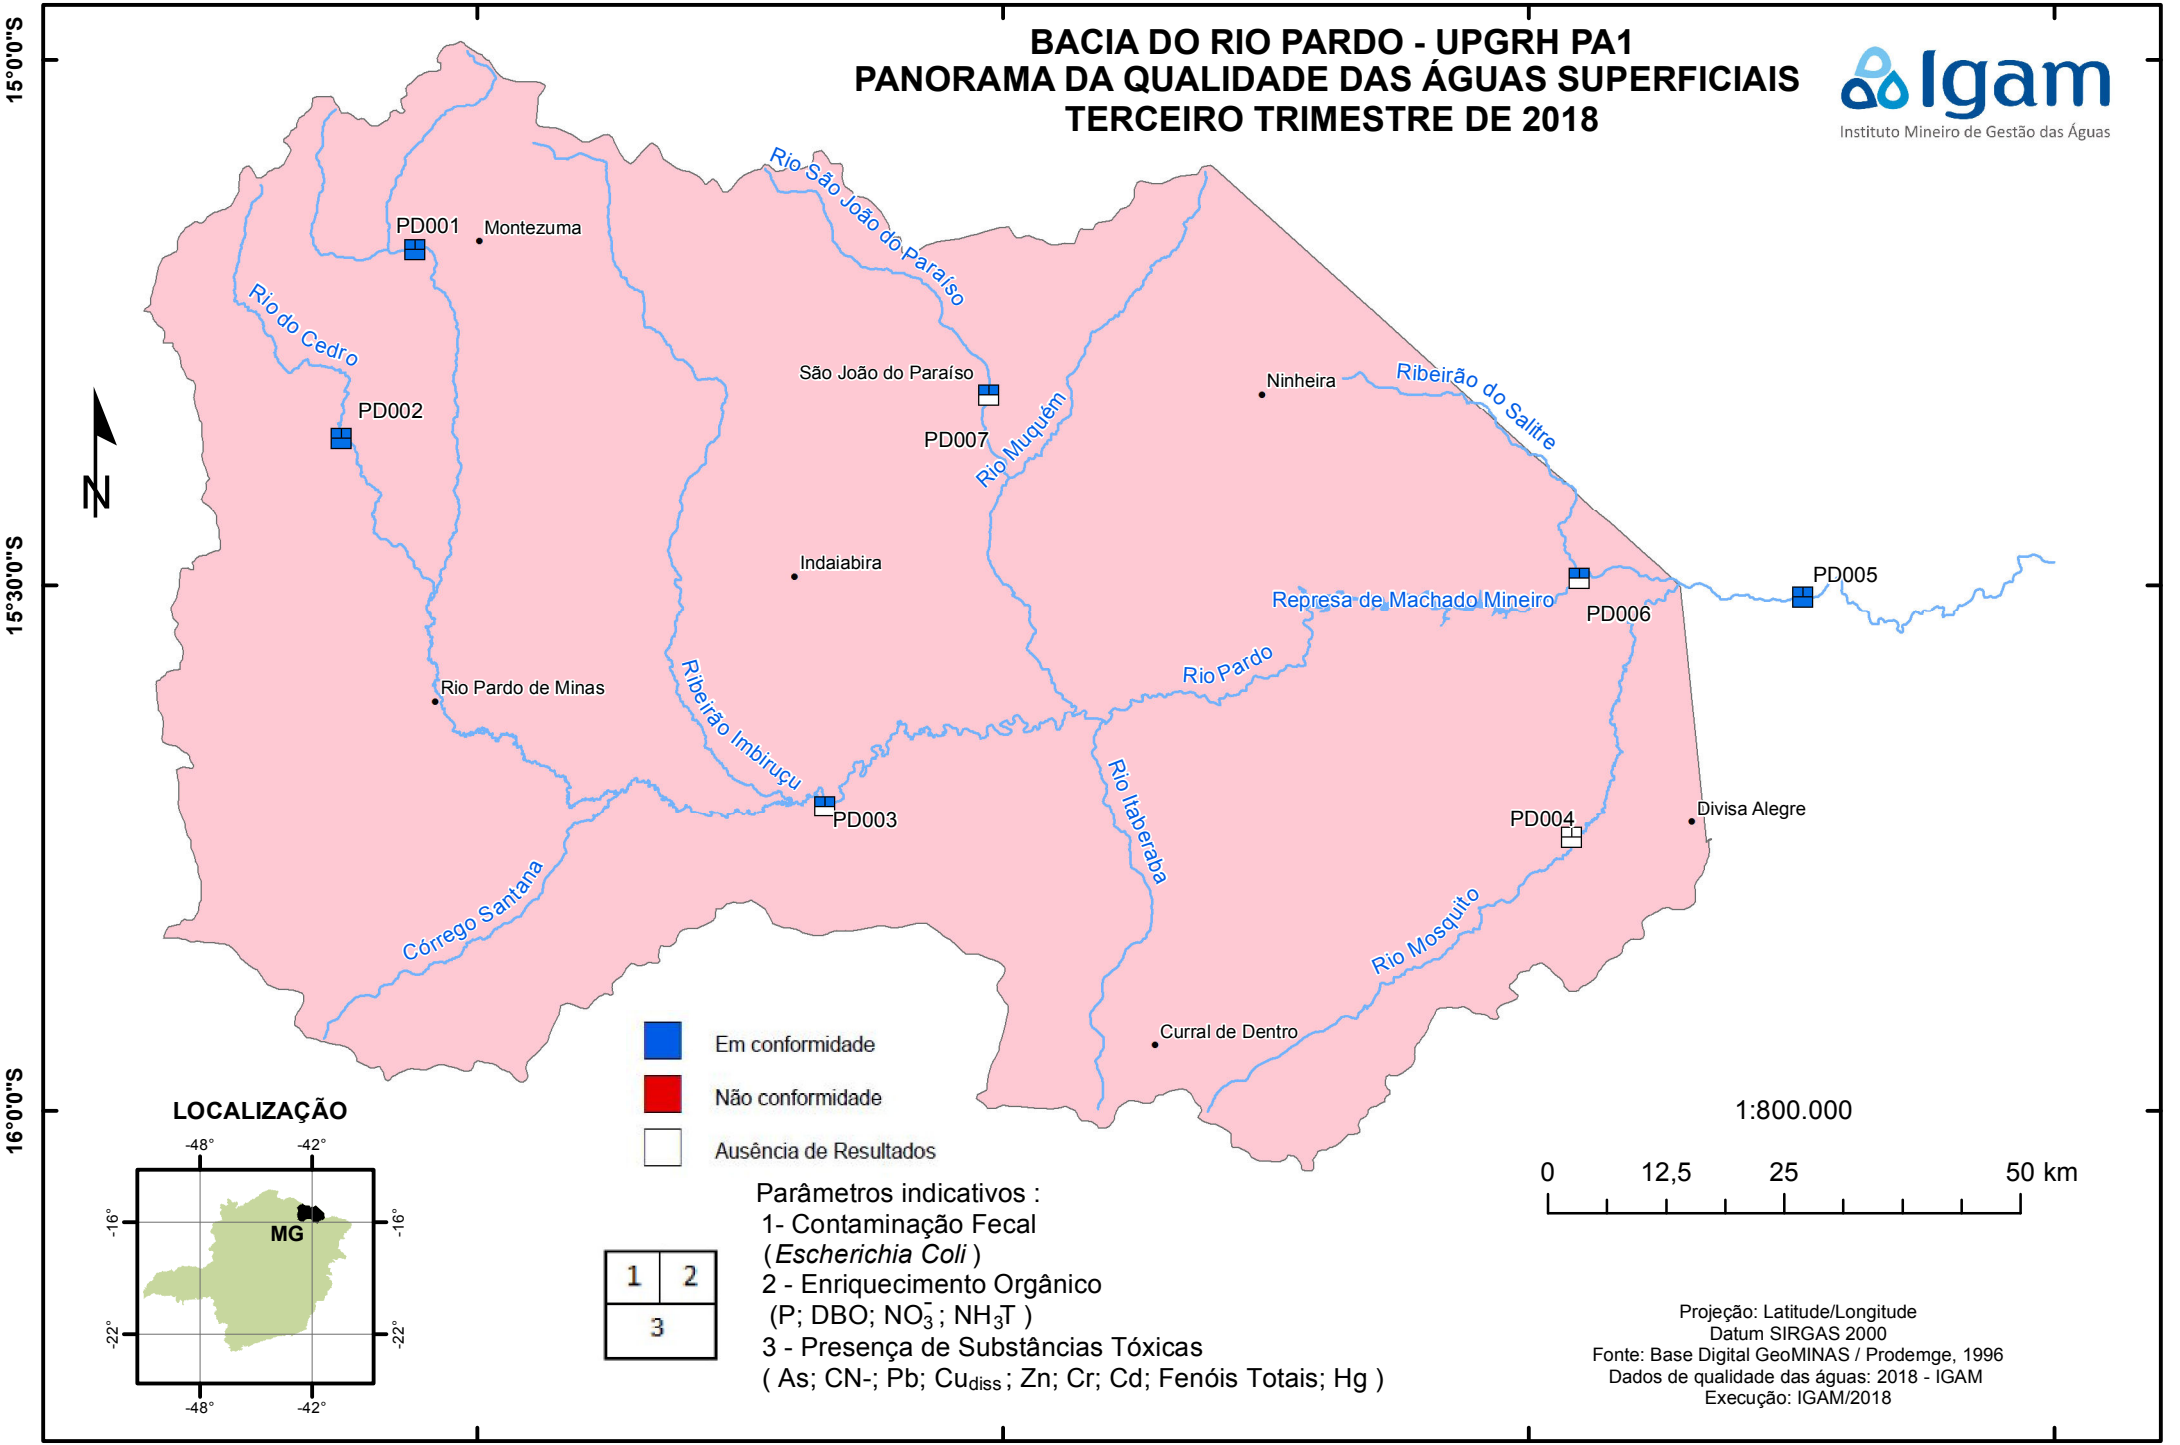 BACIA DO RIO PARDO - UPGRH PA1
PANORAMA DA QUALIDADE DAS ÁGUAS SUPERFICIAIS
TERCEIRO TRIMESTRE DE 2018
Igam
Instituto Mineiro de Gestão das Águas
15°0'0"S
15°30'0"S
16°0'0"S
N
PD001
Montezuma
Rio São João do Paraíso
Rio do Cedro
PD002
São João do Paraíso
PD007
Rio Muquém
Ninheira
Ribeirão do Salitre
Indaiabira
Represa de Machado Mineiro
PD006
PD005
Rio Pardo
Rio Pardo de Minas
Ribeirão Imbiruçu
PD003
Rio Itaberaba
PD004
Divisa Alegre
Córrego Santana
Rio Mosquito
Curral de Dentro
Em conformidade
Não conformidade
Ausência de Resultados
Parâmetros indicativos :
1- Contaminação Fecal
(Escherichia Coli )
2 - Enriquecimento Orgânico
(P; DBO; NO3-; NH3T )
3 - Presença de Substâncias Tóxicas
( As; CN-; Pb; Cudiss; Zn; Cr; Cd; Fenóis Totais; Hg )
1 2
3
LOCALIZAÇÃO
-48° -42°
-16° -16°
MG
-22° -22°
-48° -42°
1:800.000
0 12,5 25 50 km
Projeção: Latitude/Longitude
Datum SIRGAS 2000
Fonte: Base Digital GeoMINAS / Prodemge, 1996
Dados de qualidade das águas: 2018 - IGAM
Execução: IGAM/2018